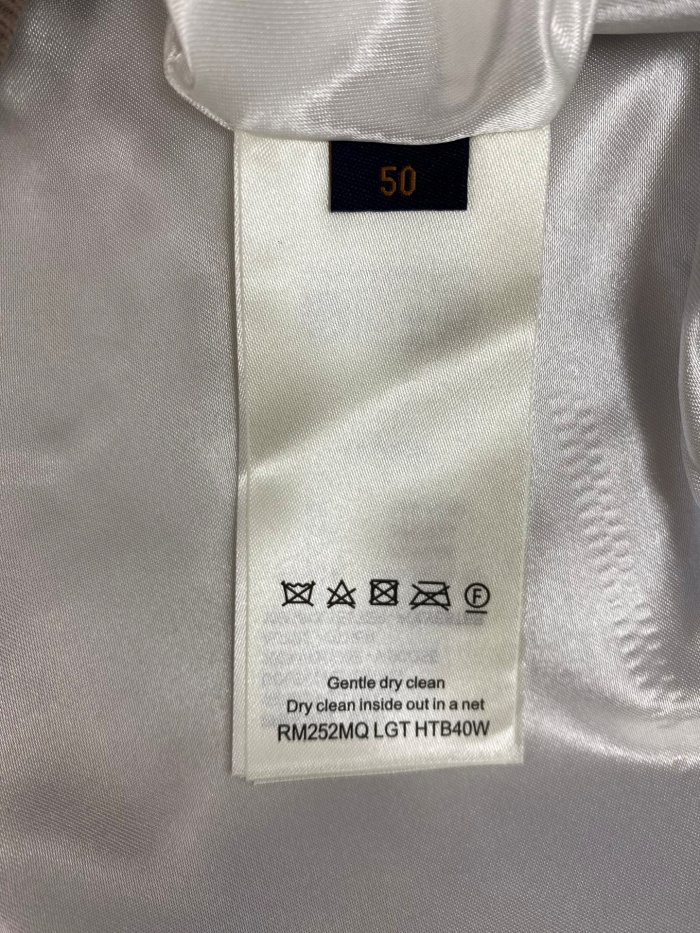 50
F
Gentle dry clean
Dry clean inside out in a net
RM252MQ LGT HTB40W